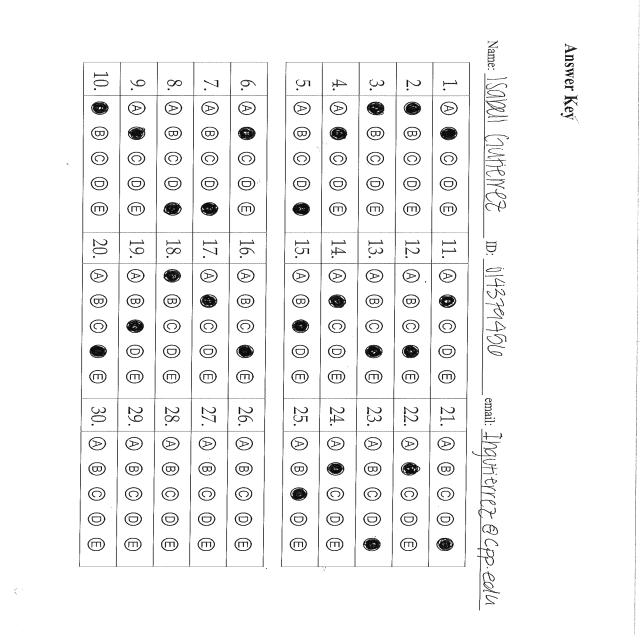 Answer Key
Name: Isabell Gutierrez ID: 014379456 email: Ingutierrez@cpp.edu
1. A C D E 11. A C D E 21. A B C D
2. B C D E 12. A B C E 22. A C D E
3. B C D E 13. A B C E 23. A B C D
4. A C D E 14. A C D E 24. A C D E
5. A B C D 15. A B D E 25. A B D E
6. A C D E 16. A B C E 26. A B C D E
7. A B C D 17. A C D E 27. A B C D E
8. A B C D 18. B C D E 28. A B C D E
9. A C D E 19. A B D E 29. A B C D E
10. B C D E 20. A B C E 30. A B C D E